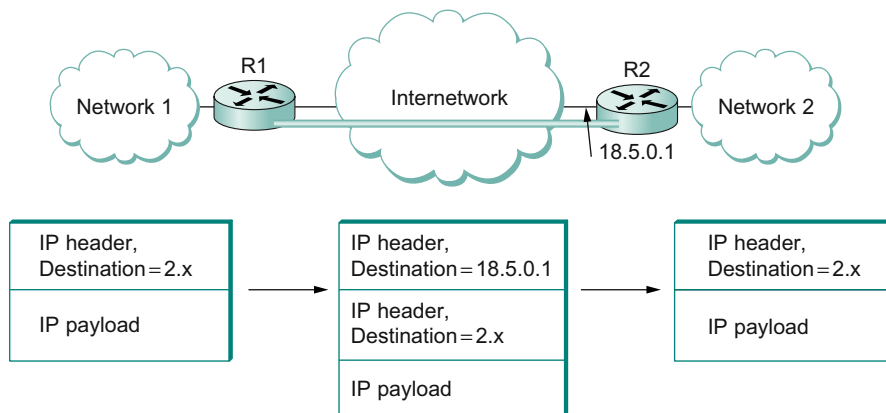 R1
R2
Network 1
Internetwork
Network 2
18.5.0.1
IP header,
Destination=2.x
IP payload
IP header,
Destination=18.5.0.1
IP header,
Destination=2.x
IP payload
IP header,
Destination=2.x
IP payload